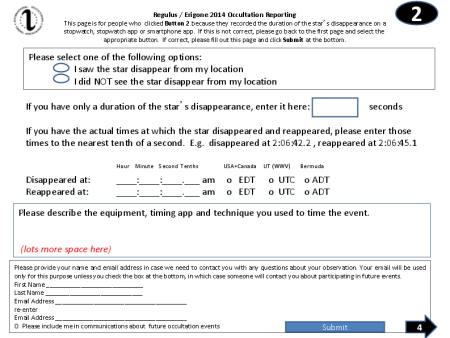 Regulus / Erigone 2014 Occultation Reporting
2
This page is for people who clicked Button 2 because they recorded the duration of the star's disappearance on a
stopwatch, stopwatch app or smartphone app. If this is not correct, please go back to the first page and select the
appropriate button. If correct, please fill out this page and click Submit at the bottom.
Please select one of the following options:
I saw the star disappear from my location
I did NOT see the star disappear from my location
If you have only a duration of the star's disappearance, enter it here: seconds
If you have the actual times at which the star disappeared and reappeared, please enter those
times to the nearest tenth of a second. E.g. disappeared at 2:06:42.2 , reappeared at 2:06:45.1
Hour Minute Second Tenths USA+Canada UT (WWV) Bermuda
Disappeared at: ____:____:____.___ am o EDT o UTC o ADT
Reappeared at: ____:____:____.___ am o EDT o UTC o ADT
Please describe the equipment, timing app and technique you used to time the event.
(lots more space here)
Please provide your name and email address in case we need to contact you with any questions about your observation. Your email will be used
only for this purpose unless you check the box at the bottom, in which case someone will contact you about participating in future events.
First Name____________________________
Last Name____________________________
Email Address______________________________________
re-enter
Email Address______________________________________
O Please include me in communications about future occultation events
Submit
4